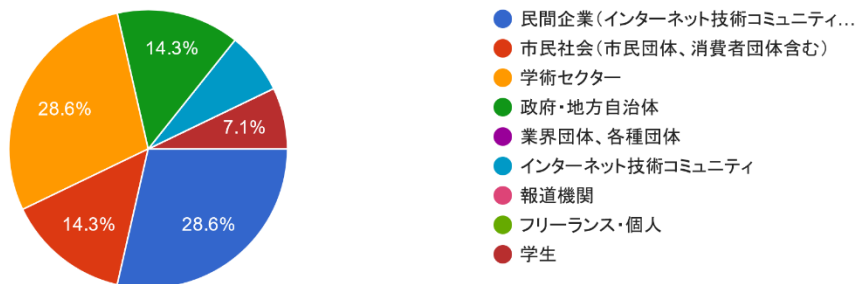 14.3%
28.6%
7.1%
14.3%
28.6%
民間企業(インターネット技術コミュニティ...
市民社会(市民団体、消費者団体含む)
学術セクター
政府・地方自治体
業界団体、各種団体
インターネット技術コミュニティ
報道機関
フリーランス・個人
学生